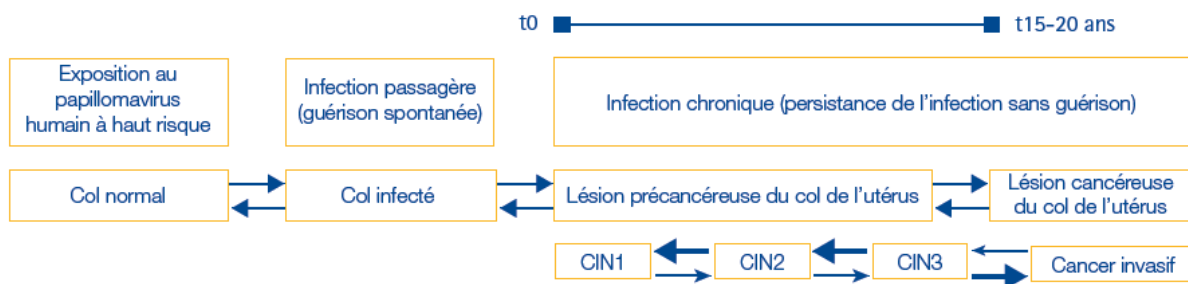 t0
t15-20 ans
Exposition au
papillomavirus
humain à haut risque
Infection passagère
(guérison spontanée)
Infection chronique (persistance de l'infection sans guérison)
Col normal
Col infecté
Lésion précancéreuse du col de l'utérus
Lésion cancéreuse
du col de l'utérus
CIN1
CIN2
CIN3
Cancer invasif